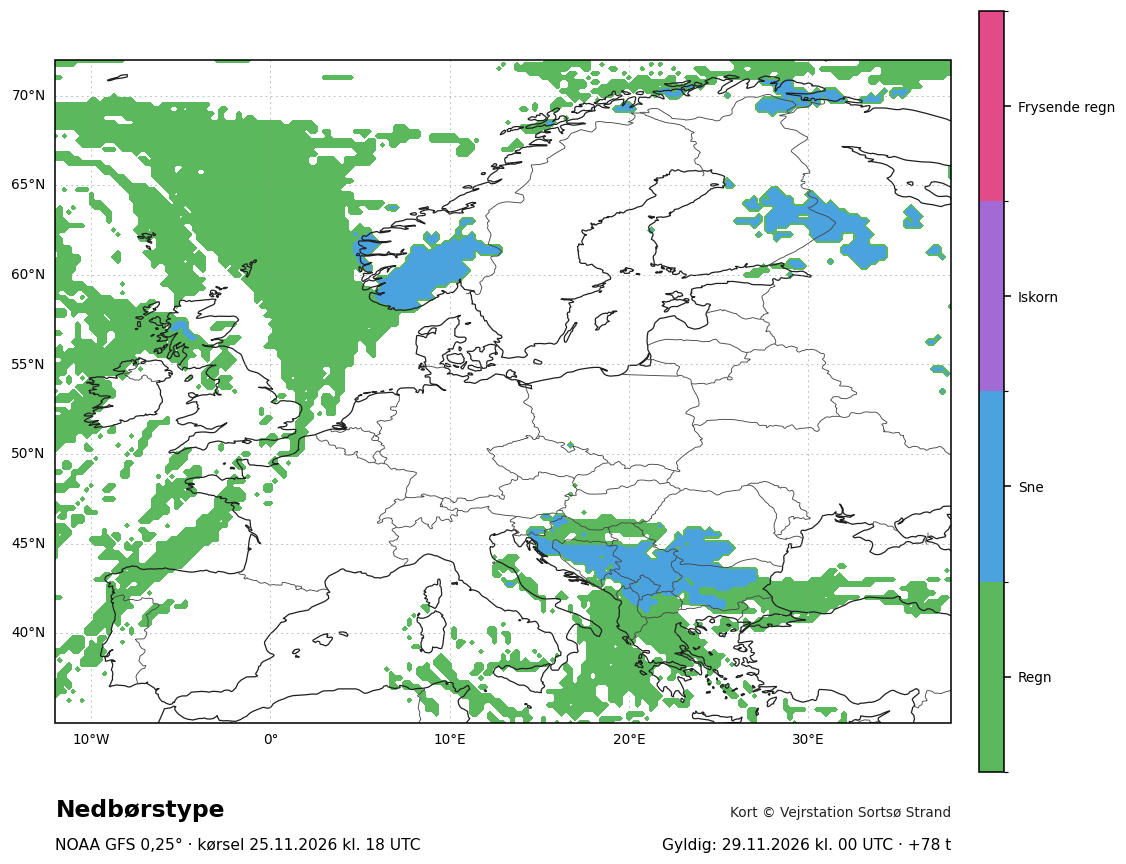 70°N
65°N
60°N
55°N
50°N
45°N
40°N
10°W
0°
10°E
20°E
30°E
Frysende regn
Iskorn
Sne
Regn
Nedbørstype
Kort © Vejrstation Sortsø Strand
NOAA GFS 0,25° · kørsel 25.11.2026 kl. 18 UTC
Gyldig: 29.11.2026 kl. 00 UTC · +78 t